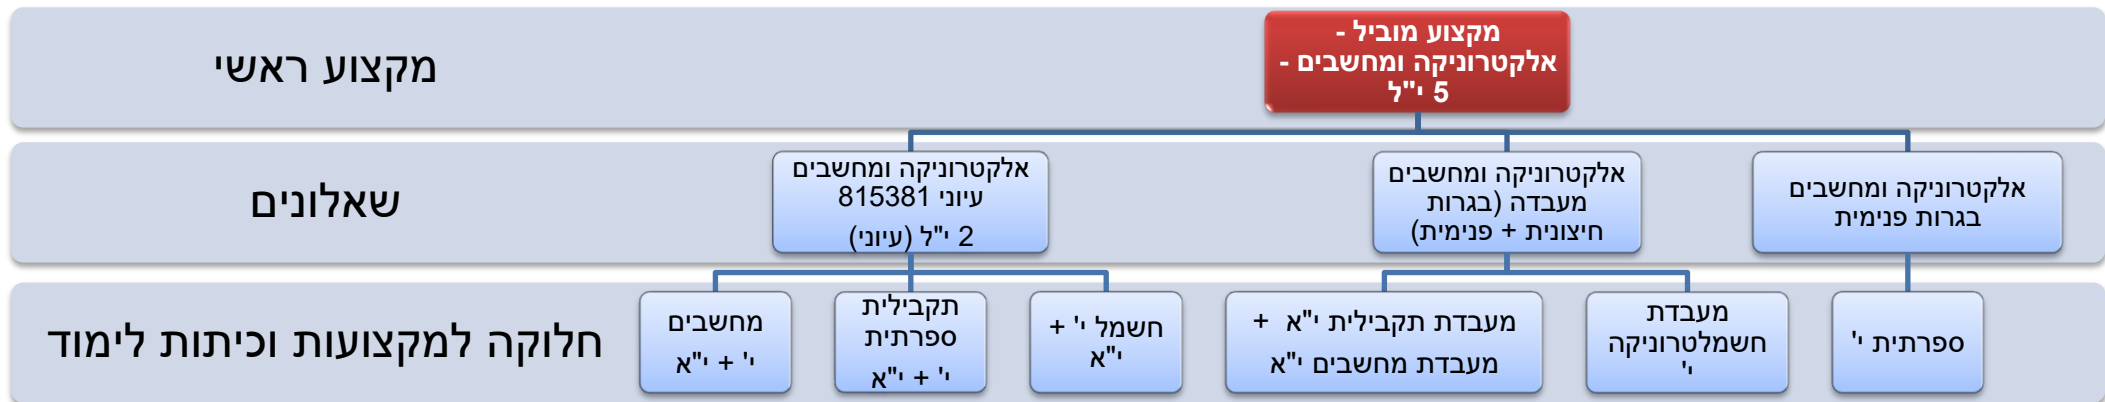 מקצוע ראשי
מקצוע מוביל -
אלקטרוניקה ומחשבים -
5 י"ל
שאלונים
אלקטרוניקה ומחשבים
בגרות פנימית
אלקטרוניקה ומחשבים
מעבדה (בגרות
חיצונית + פנימית)
אלקטרוניקה ומחשבים
עיוני 815381
2 י"ל (עיוני)
חלוקה למקצועות וכיתות לימוד
ספרתית י'
מעבדת
חשמלטרוניקה
י'
מעבדת תקבילית י"א +
מעבדת מחשבים י"א
חשמל י' +
י"א
תקבילית
ספרתית
י' + י"א
מחשבים
י' + י"א